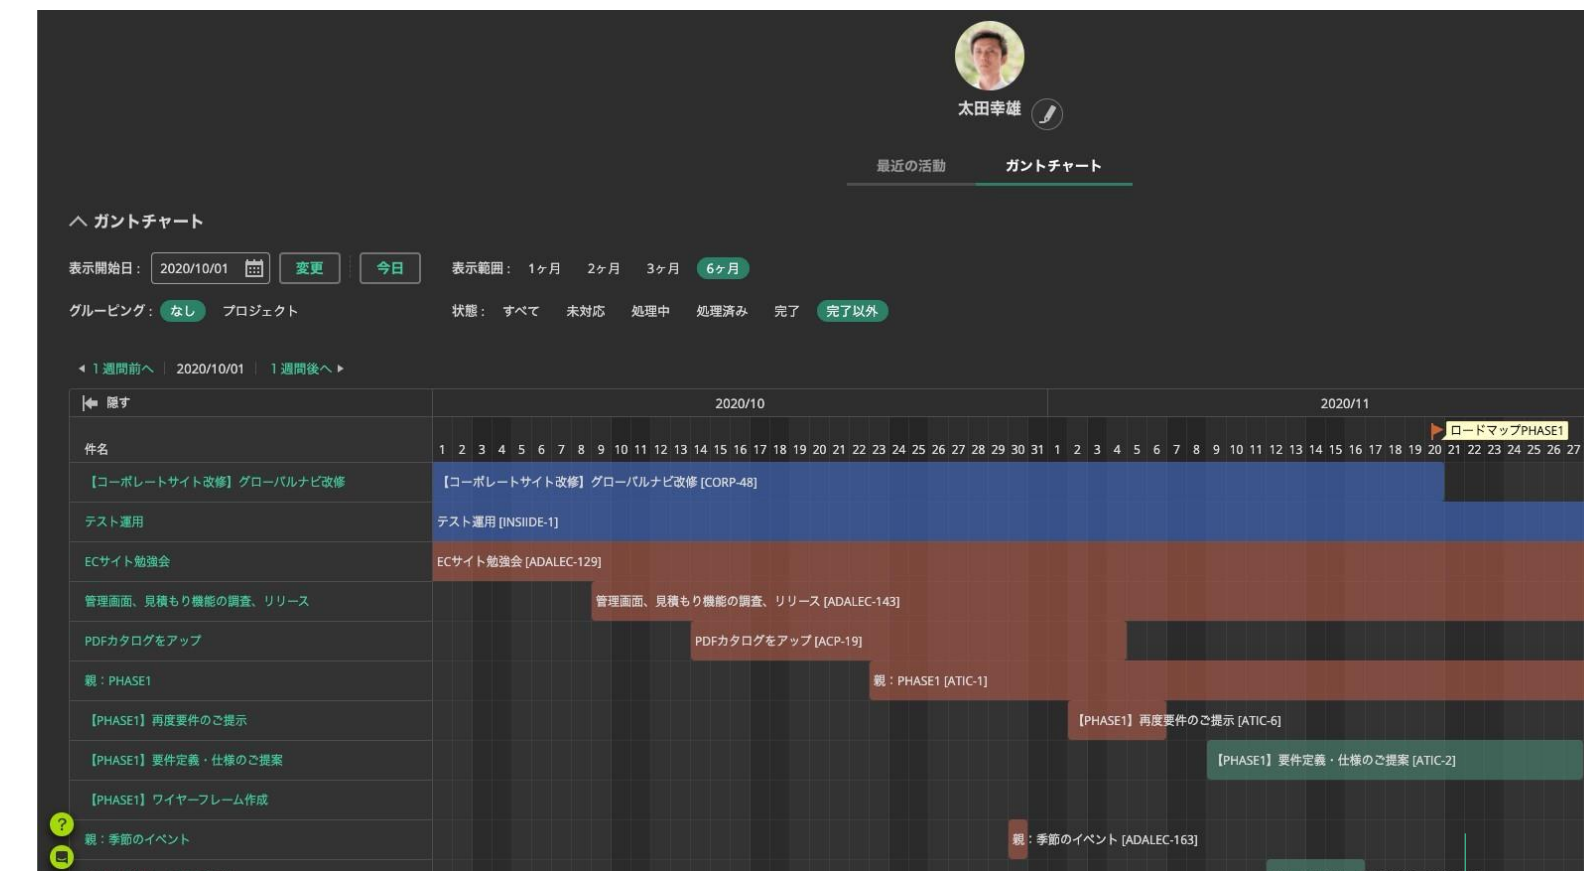 太田幸雄
最近の活動 ガントチャート
ガントチャート
表示開始日： 2020/10/01 変更 今日 表示範囲： 1ヶ月 2ヶ月 3ヶ月 6ヶ月
グルーピング： なし プロジェクト 状態： すべて 未対応 処理中 処理済み 完了 完了以外
1 週間前へ 2020/10/01 1 週間後へ
隠す 2020/10 2020/11
ロードマップPHASE1
件名 1 2 3 4 5 6 7 8 9 10 11 12 13 14 15 16 17 18 19 20 21 22 23 24 25 26 27 28 29 30 31 1 2 3 4 5 6 7 8 9 10 11 12 13 14 15 16 17 18 19 20 21 22 23 24 25 26 27
【コーポレートサイト改修】グローバルナビ改修 【コーポレートサイト改修】グローバルナビ改修 [CORP-48]
テスト運用 テスト運用 [INSIIDE-1]
ECサイト勉強会 ECサイト勉強会 [ADALEC-129]
管理画面、見積もり機能の調査、リリース 管理画面、見積もり機能の調査、リリース [ADALEC-143]
PDFカタログをアップ PDFカタログをアップ [ACP-19]
親：PHASE1 親：PHASE1 [ATIC-1]
【PHASE1】再度要件のご提示 【PHASE1】再度要件のご提示 [ATIC-6]
【PHASE1】要件定義・仕様のご提案 【PHASE1】要件定義・仕様のご提案 [ATIC-2]
【PHASE1】ワイヤーフレーム作成
?
親：季節のイベント 親：季節のイベント [ADALEC-163]